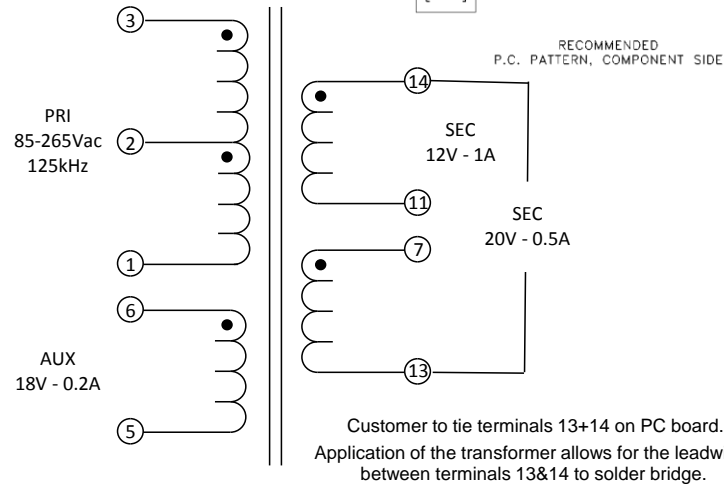 RECOMMENDED
P.C. PATTERN, COMPONENT SIDE
3
PRI
85-265Vac
125kHz
2
1
6
AUX
18V - 0.2A
5
14
SEC
12V - 1A
11
SEC
20V - 0.5A
7
13
Customer to tie terminals 13+14 on PC board.
Application of the transformer allows for the leadw
between terminals 13&14 to solder bridge.